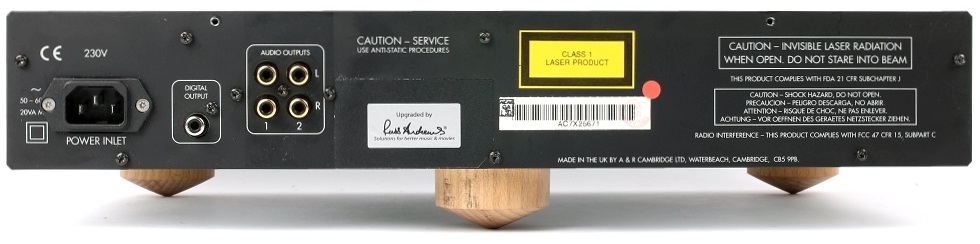 CE
230V
~
50 – 60
20VA M
POWER INLET
DIGITAL
OUTPUT
AUDIO OUTPUTS
L
R
1 2
CAUTION – SERVICE
USE ANTI-STATIC PROCEDURES
Upgraded by
Russ Andrews
Solutions for better music & movies
CLASS 1
LASER PRODUCT
AC7X25671
CAUTION – INVISIBLE LASER RADIATION
WHEN OPEN. DO NOT STARE INTO BEAM
THIS PRODUCT COMPLIES WITH FDA 21 CFR SUBCHAPTER J
CAUTION – SHOCK HAZARD, DO NOT OPEN.
PRECAUCION – PELIGRO DESCARGA, NO ABRIR.
ATTENTION – RISQUE DE CHOC, NE PAS ENLEVER
ACHTUNG – VOR OFFNEN DES GERAETES NETZSTECKER ZIEHEN.
RADIO INTERFERENCE – THIS PRODUCT COMPLIES WITH FCC 47 CFR 15, SUBPART C
MADE IN THE UK BY A & R CAMBRIDGE LTD, WATERBEACH, CAMBRIDGE, CB5 9PB.